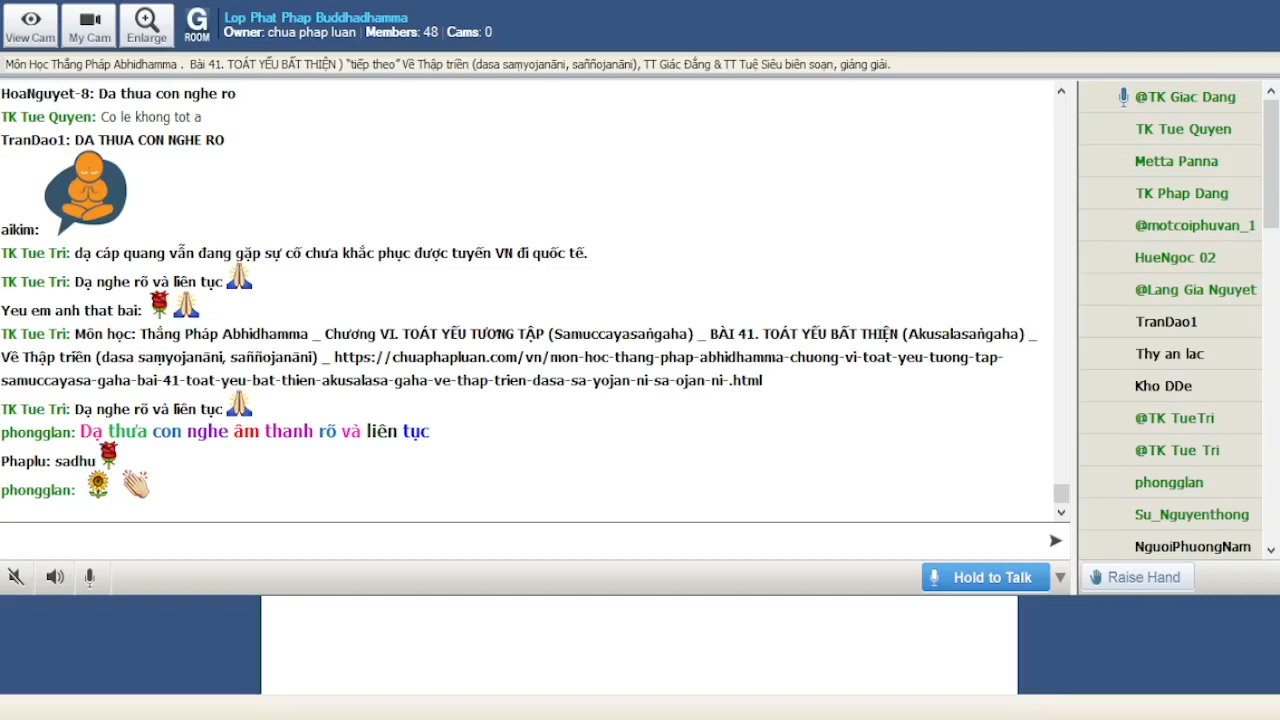 View Cam
My Cam
Enlarge
G
ROOM
Lop Phat Phap Buddhadhamma
Owner: chua phap luan | Members: 48 | Cams: 0
Môn Học Thắng Pháp Abhidhamma . Bài 41. TOÁT YẾU BẤT THIỆN ) "tiếp theo" Về Thập triền (dasa saṃyojanāni, saññojanāni), TT Giác Đẳng & TT Tuệ Siêu biên soạn, giảng giải.
HoaNguyet-8: Da thua con nghe ro
TK Tue Quyen: Co le khong tot a
TranDao1: DA THUA CON NGHE RO
aikim:
TK Tue Tri: dạ cáp quang vẫn đang gặp sự cố chưa khắc phục được tuyến VN đi quốc tế.
TK Tue Tri: Dạ nghe rõ và liên tục
Yeu em anh that bai:
TK Tue Tri: Môn học: Thắng Pháp Abhidhamma _ Chương VI. TOÁT YẾU TƯƠNG TẬP (Samuccayasaṅgaha) _ BÀI 41. TOÁT YẾU BẤT THIỆN (Akusalasaṅgaha) _
Về Thập triền (dasa saṃyojanāni, saññojanāni) _ https://chuaphapluan.com/vn/mon-hoc-thang-phap-abhidhamma-chuong-vi-toat-yeu-tuong-tap-
samuccayasa-gaha-bai-41-toat-yeu-bat-thien-akusalasa-gaha-ve-thap-trien-dasa-sa-yojan-ni-sa-ojan-ni-.html
TK Tue Tri: Dạ nghe rõ và liên tục
phongglan: Dạ thưa con nghe âm thanh rõ và liên tục
Phaplu: sadhu
phongglan:
Hold to Talk
@TK Giac Dang
TK Tue Quyen
Metta Panna
TK Phap Dang
@motcoiphuvan_1
HueNgoc 02
@Lang Gia Nguyet
TranDao1
Thy an lac
Kho DDe
@TK TueTri
@TK Tue Tri
phongglan
Su_Nguyenthong
NguoiPhuongNam
Raise Hand